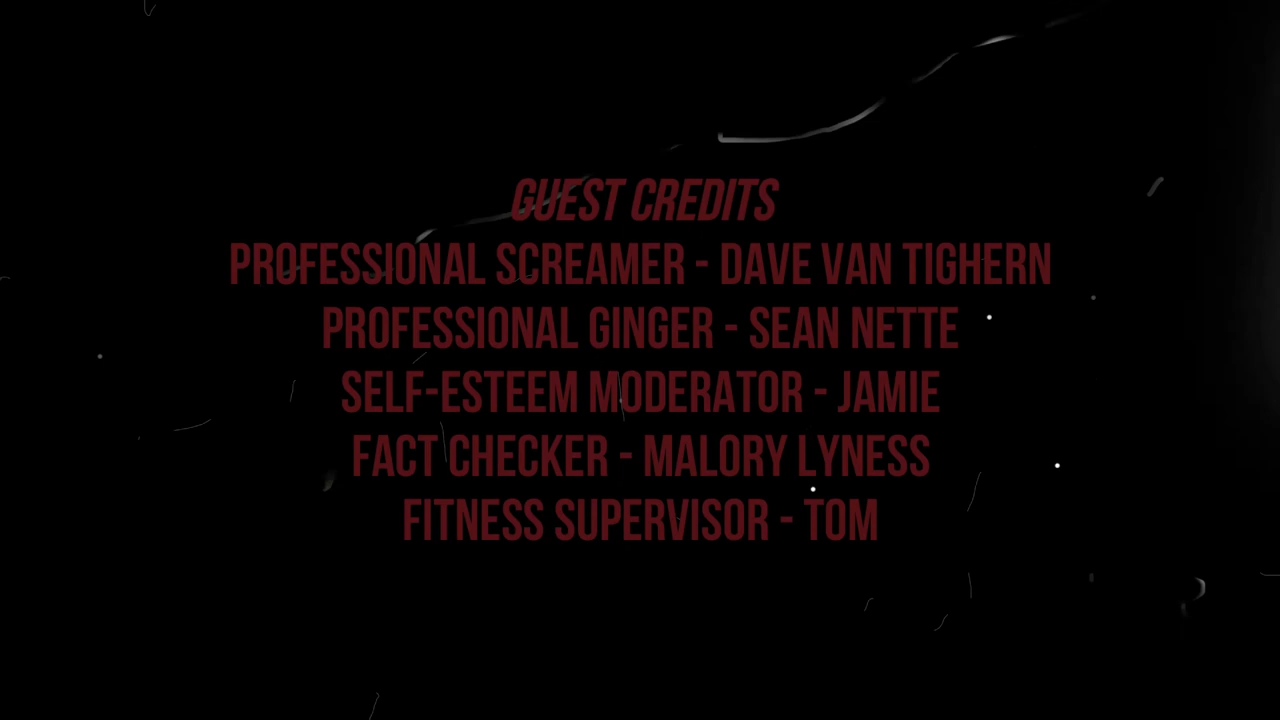 GUEST CREDITS
PROFESSIONAL SCREAMER - DAVE VAN TIGHERN
PROFESSIONAL GINGER - SEAN NETTE
SELF-ESTEEM MODERATOR - JAMIE
FACT CHECKER - MALORY LYNESS
FITNESS SUPERVISOR - TOM